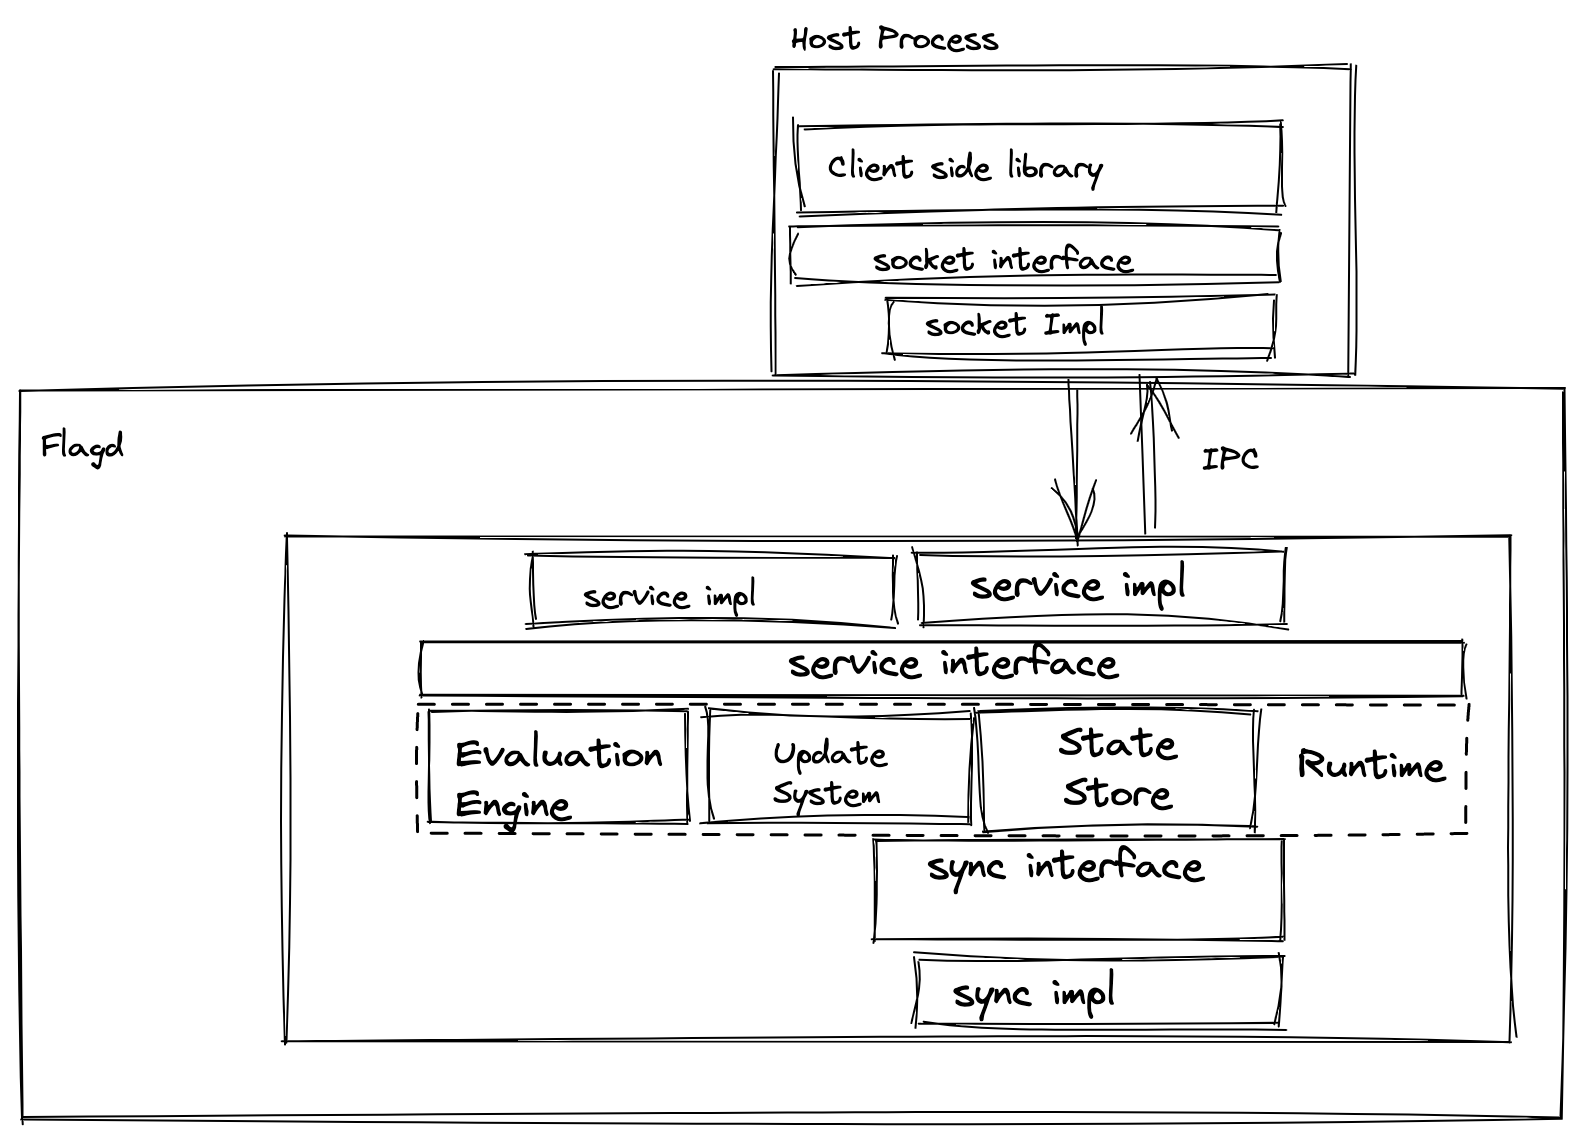 Host Process
Client side library
socket interface
socket Impl
Flagd
IPC
service impl
service impl
service interface
Evaluation
Engine
Update
System
State
Store
Runtime
sync interface
sync impl